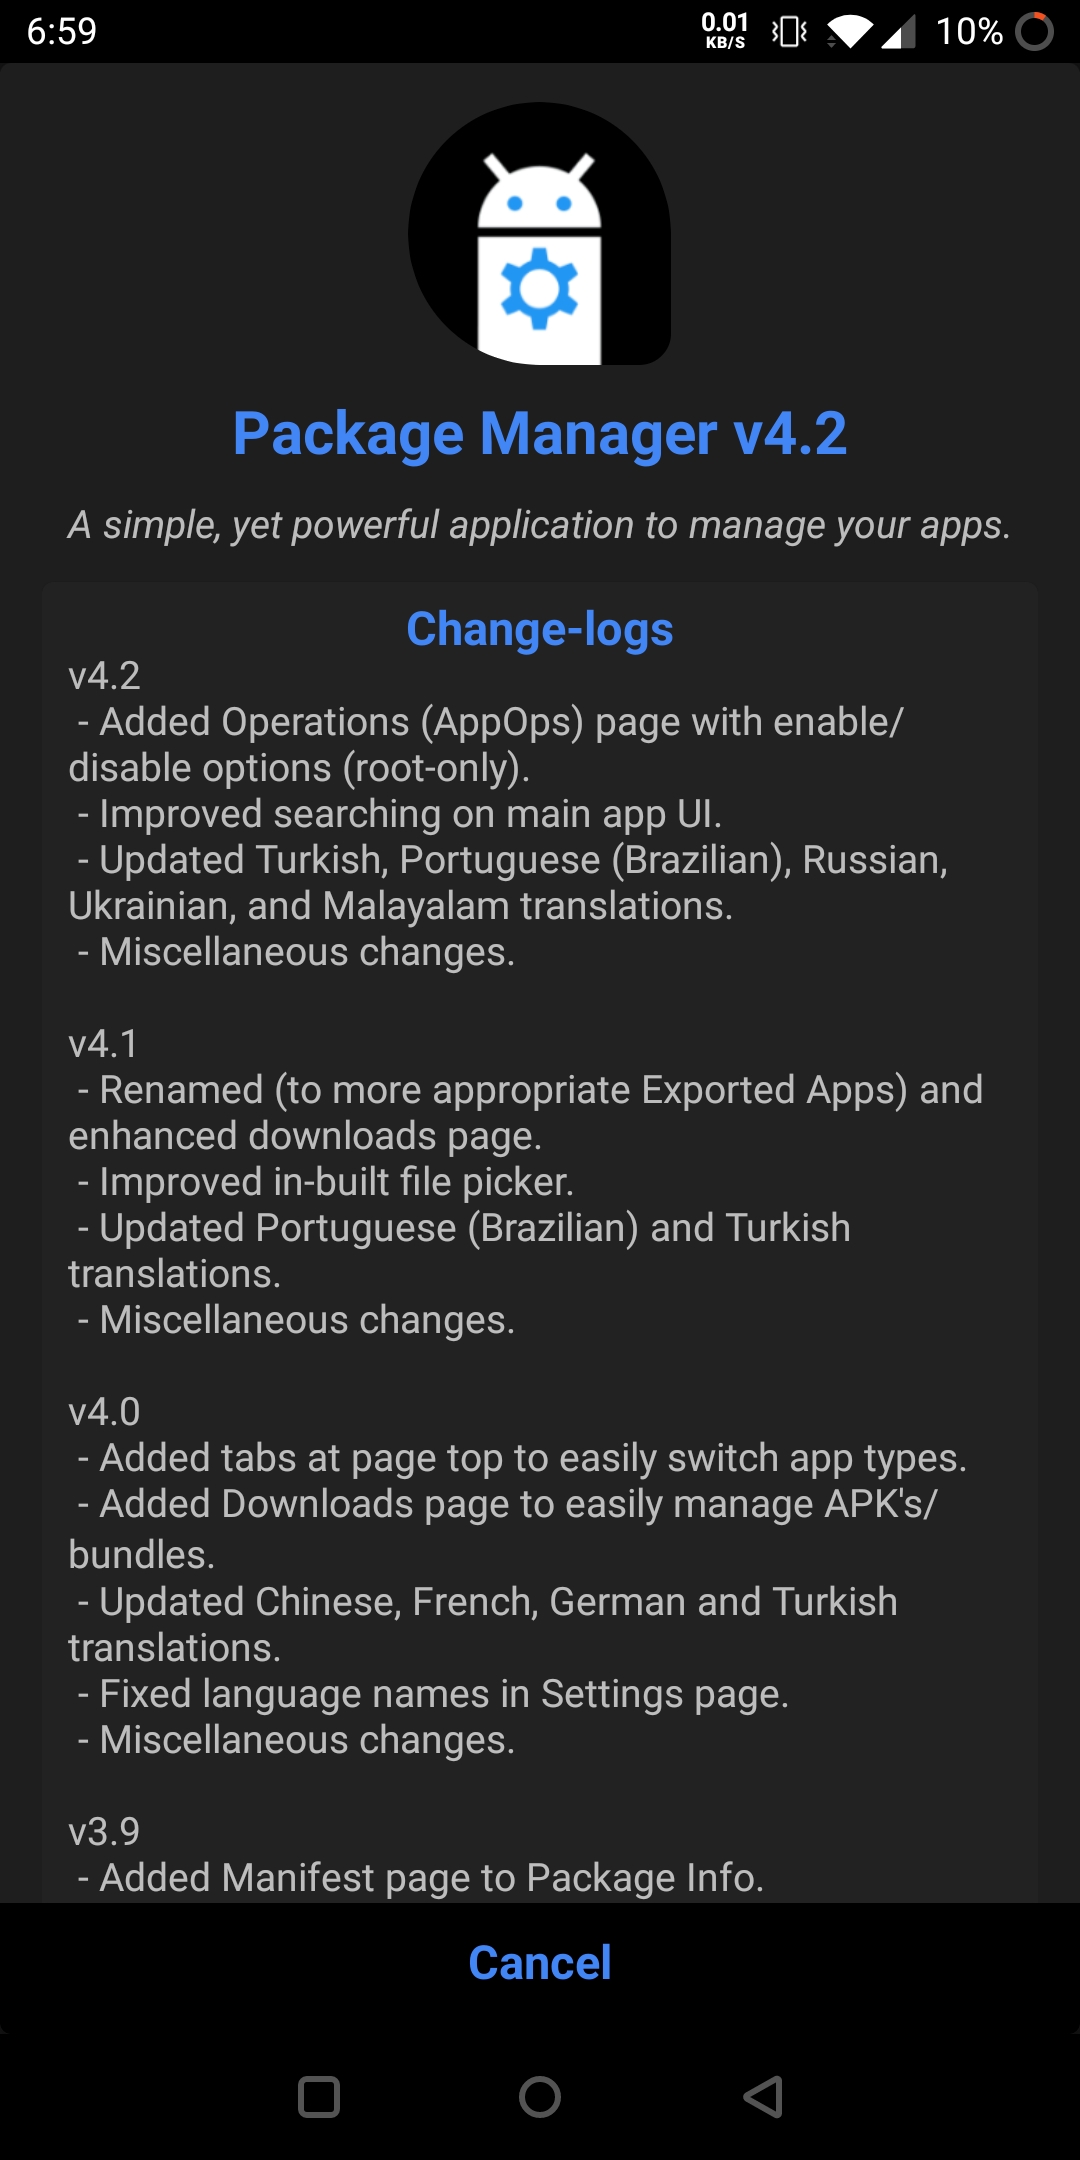 6:59
0.01
KB/S
10%
Package Manager v4.2
A simple, yet powerful application to manage your apps.
Change-logs
v4.2
- Added Operations (AppOps) page with enable/
disable options (root-only).
- Improved searching on main app UI.
- Updated Turkish, Portuguese (Brazilian), Russian,
Ukrainian, and Malayalam translations.
- Miscellaneous changes.
v4.1
- Renamed (to more appropriate Exported Apps) and
enhanced downloads page.
- Improved in-built file picker.
- Updated Portuguese (Brazilian) and Turkish
translations.
- Miscellaneous changes.
v4.0
- Added tabs at page top to easily switch app types.
- Added Downloads page to easily manage APK's/
bundles.
- Updated Chinese, French, German and Turkish
translations.
- Fixed language names in Settings page.
- Miscellaneous changes.
v3.9
- Added Manifest page to Package Info.
Cancel